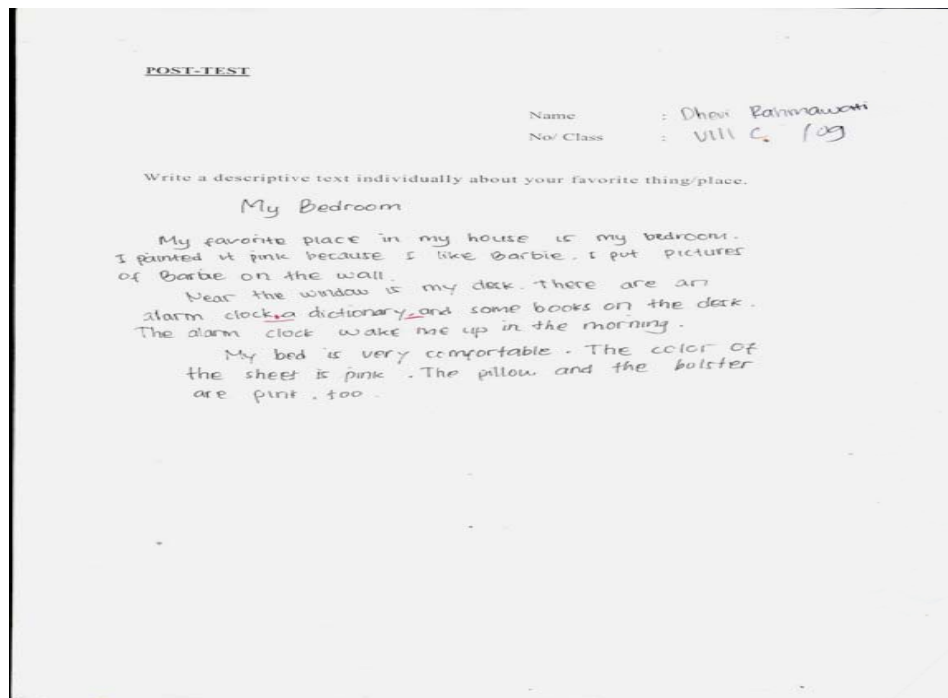 POST-TEST
Name : Dhevi Rahmawati
No/ Class : VIII C. / 09
Write a descriptive text individually about your favorite thing/place.
My Bedroom
My favorite place in my house is my bedroom.
I painted it pink because I like Barbie. I put pictures
of Barbie on the wall.
Near the window is my desk. There are an
alarm clock, a dictionary, and some books on the desk.
The alarm clock wake me up in the morning.
My bed is very comfortable. The color of
the sheet is pink. The pillow and the bolster
are pink, too.